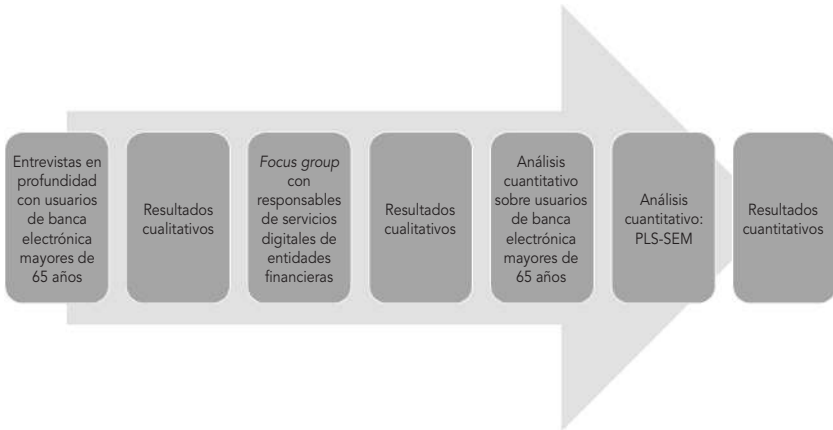 Entrevistas en
profundidad
con usuarios
de banca
electrónica
mayores de
65 años
Resultados
cualitativos
Focus group
con
responsables
de servicios
digitales de
entidades
financieras
Resultados
cualitativos
Análisis
cuantitativo
sobre usuarios
de banca
electrónica
mayores de
65 años
Análisis
cuantitativo:
PLS-SEM
Resultados
cuantitativos